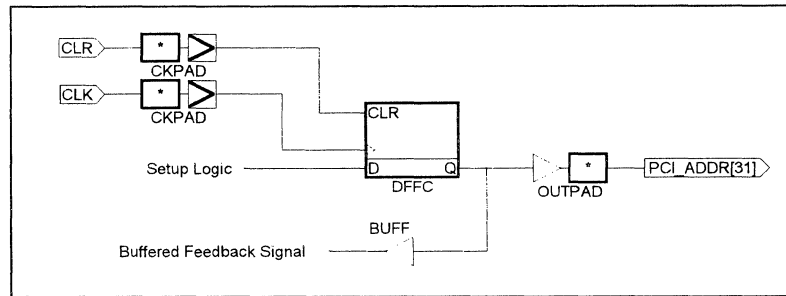 CLR
*
CKPAD
CLK
*
CKPAD
CLR
Setup Logic
D
Q
DFFC
*
OUTPAD
PCI_ADDR[31]
BUFF
Buffered Feedback Signal